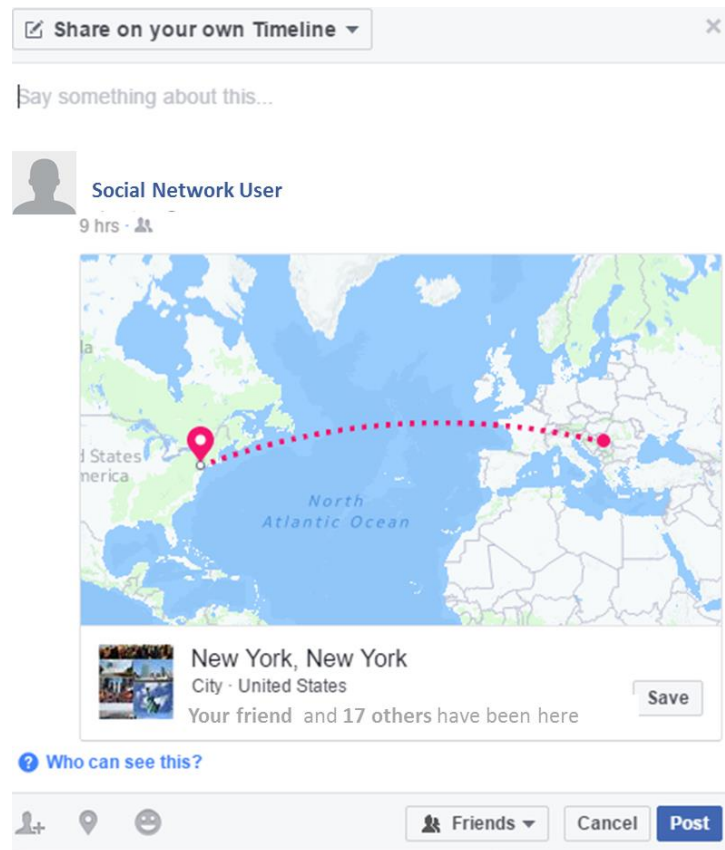 Share on your own Timeline
Say something about this...
Social Network User
9 hrs ·
la
States
merica
North
Atlantic Ocean
New York, New York
City · United States
Your friend and 17 others have been here
Save
? Who can see this?
Friends
Cancel
Post